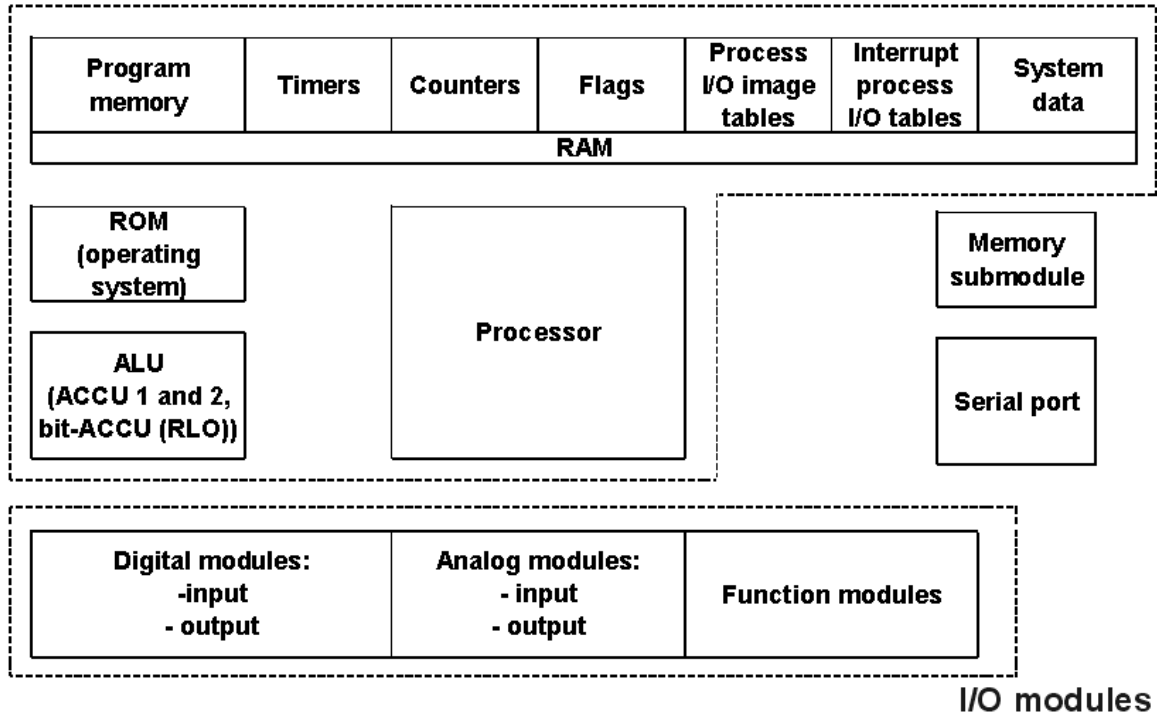 Program
memory
Timers
Counters
Flags
Process
I/O image
tables
Interrupt
process
I/O tables
System
data
RAM
ROM
(operating
system)
Processor
Memory
submodule
ALU
(ACCU 1 and 2,
bit-ACCU (RLO))
Serial port
Digital modules:
-input
- output
Analog modules:
- input
- output
Function modules
I/O modules